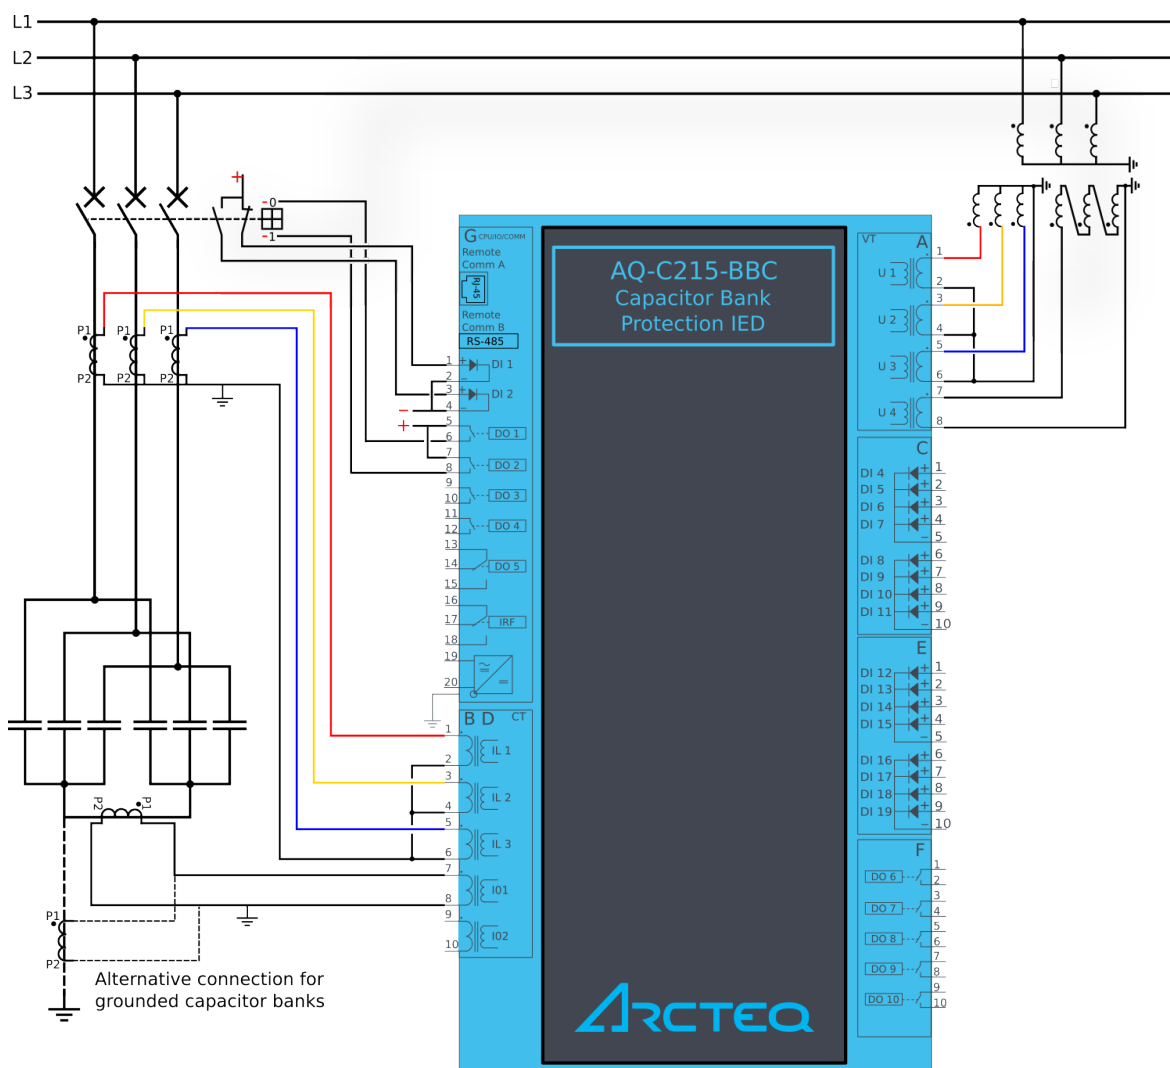 L1
L2
L3
+
-0
-1
P1
P1
P1
P2
P2
P2
G CPU/IO/COMM
Remote
Comm A
RJ-45
Remote
Comm B
RS-485
1 + DI 1
2 −
3 + DI 2
− 4 −
+ 5
6 DO 1
7
8 DO 2
9
10 DO 3
11
12 DO 4
13
14 DO 5
15
16
17 IRF
18
19
20
B D CT
1
IL 1
2
3
IL 2
4
5
IL 3
6
7
I01
8
9
I02
10
P2 P1
P1
P2
Alternative connection for
grounded capacitor banks
AQ-C215-BBC
Capacitor Bank
Protection IED
ARCTEQ
VT A
1
U 1
2
3
U 2
4
5
U 3
6
7
U 4
8
C
DI 4 + 1
DI 5 + 2
DI 6 + 3
DI 7 + 4
− 5
DI 8 + 6
DI 9 + 7
DI 10 + 8
DI 11 + 9
− 10
E
DI 12 + 1
DI 13 + 2
DI 14 + 3
DI 15 + 4
− 5
DI 16 + 6
DI 17 + 7
DI 18 + 8
DI 19 + 9
− 10
F
1
DO 6
2
3
DO 7
4
5
DO 8
6
7
DO 9
8
9
DO 10
10